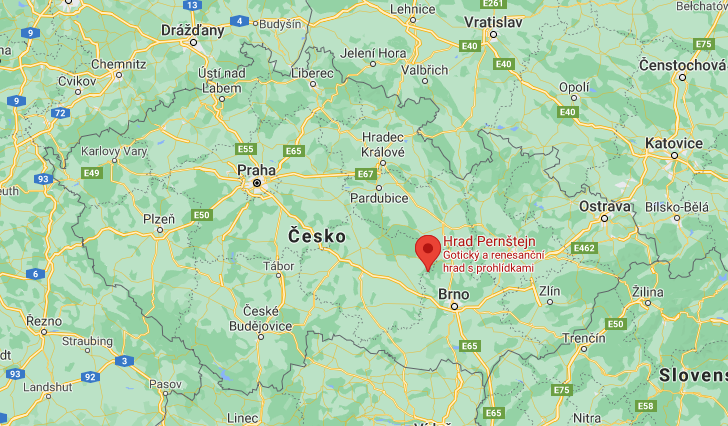 Lehnice
E261
Bełchatów
13
4
Budyšín
Vratislav
Drážďany
9
E40
E75
Jelení Hora
Chemnitz
Ústí nad
Labem
Liberec
Valbřich
E40
Čenstochová
Cvikov
9
Opolí
E40
72
Hradec
Králové
Katovice
E55
E65
Karlovy Vary
E49
Praha
E67
93
Pardubice
93
Plzeň
E50
Ostrava
Bílsko-Bělá
Česko
Hrad Pernštejn
Gotický a renesanční
hrad s prohlídkami
E462
Tábor
Brno
Zlín
Žilina
České
Budějovice
Řezno
Straubing
E50
Trenčín
E65
3
3
92
E75
Slovens
Landshut
Pasov
E58
E65
Linec
Nitra